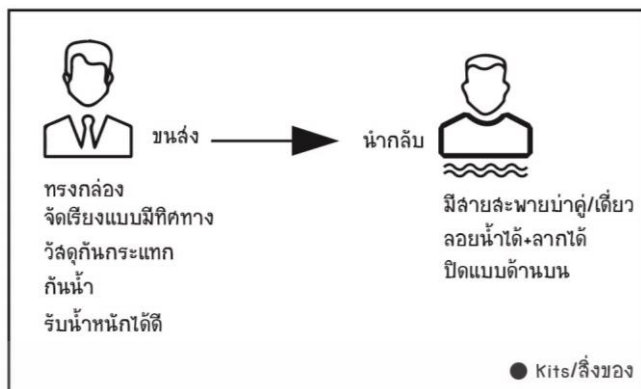 ขนส่ง
นำกลับ
ทรงกล่อง
จัดเรียงแบบมีทิศทาง
วัสดุกันกระแทก
กันน้ำ
รับน้ำหนักได้ดี
มีสายสะพายบ่าคู่/เดี่ยว
ลอยน้ำได้+ลากได้
ปิดแบบด้านบน
Kits/สิ่งของ